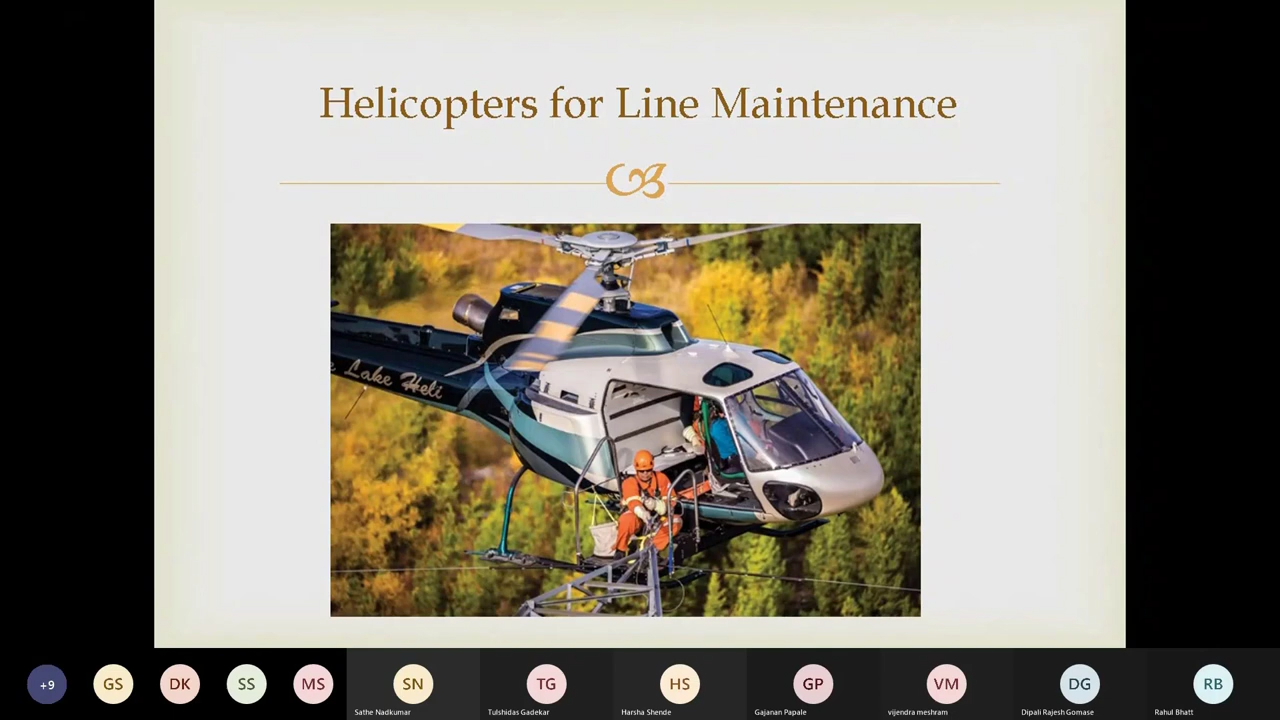 Helicopters for Line Maintenance
Lake Heli
+9
GS
DK
SS
MS
SN
TG
HS
GP
VM
DG
RB
Sathe Nadkumar
Tulshidas Gadekar
Harsha Shende
Gajanan Papale
vijendra meshram
Dipali Rajesh Gomase
Rahul Bhatt